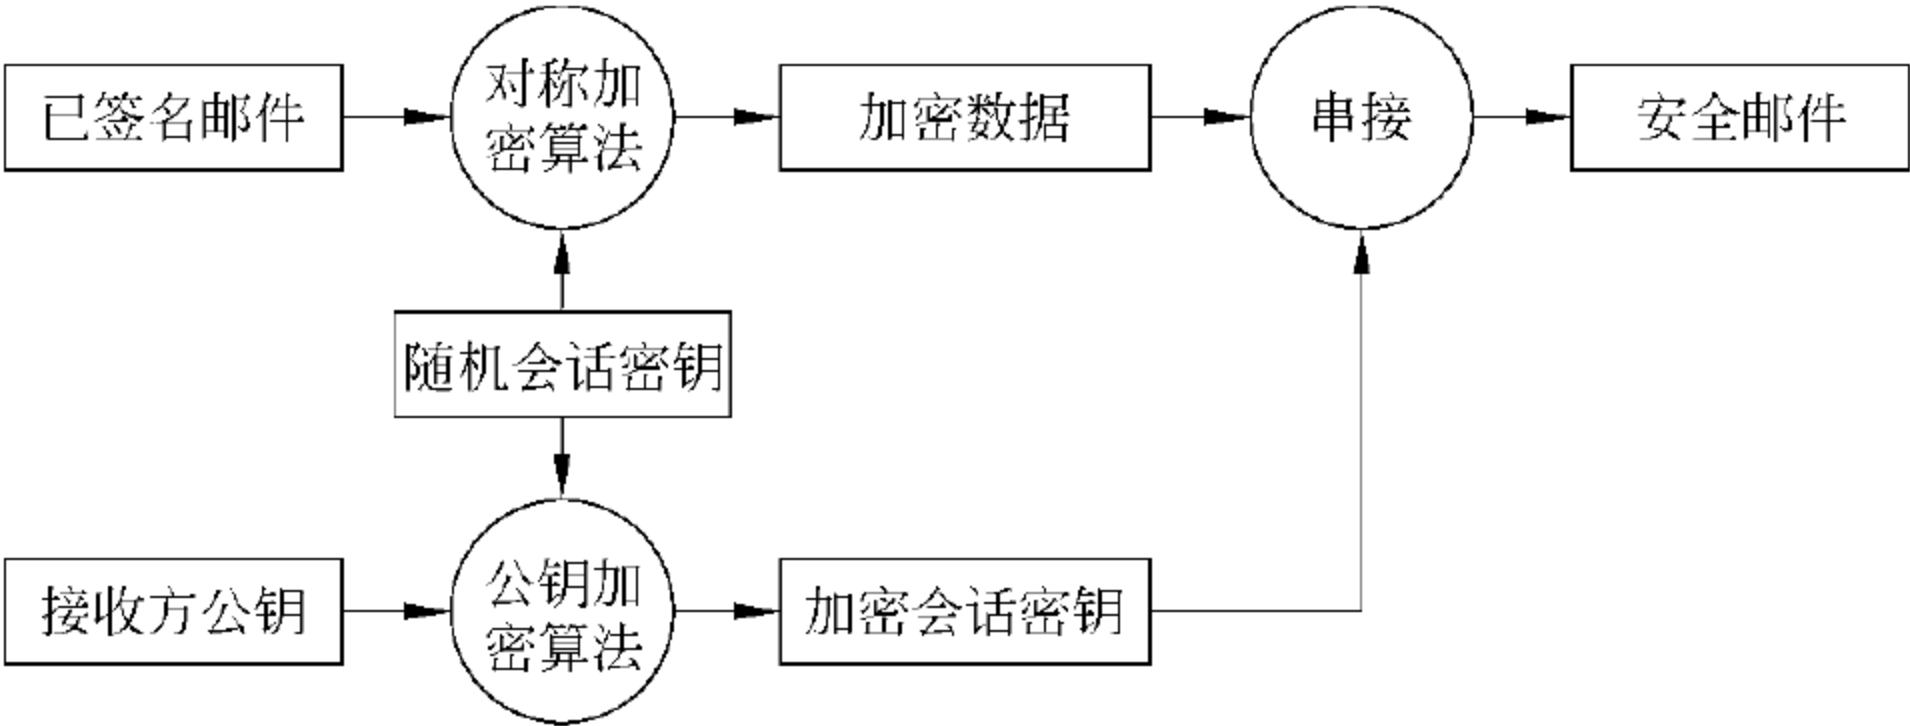 已签名邮件
对称加
密算法
加密数据
串接
安全邮件
随机会话密钥
接收方公钥
公钥加
密算法
加密会话密钥